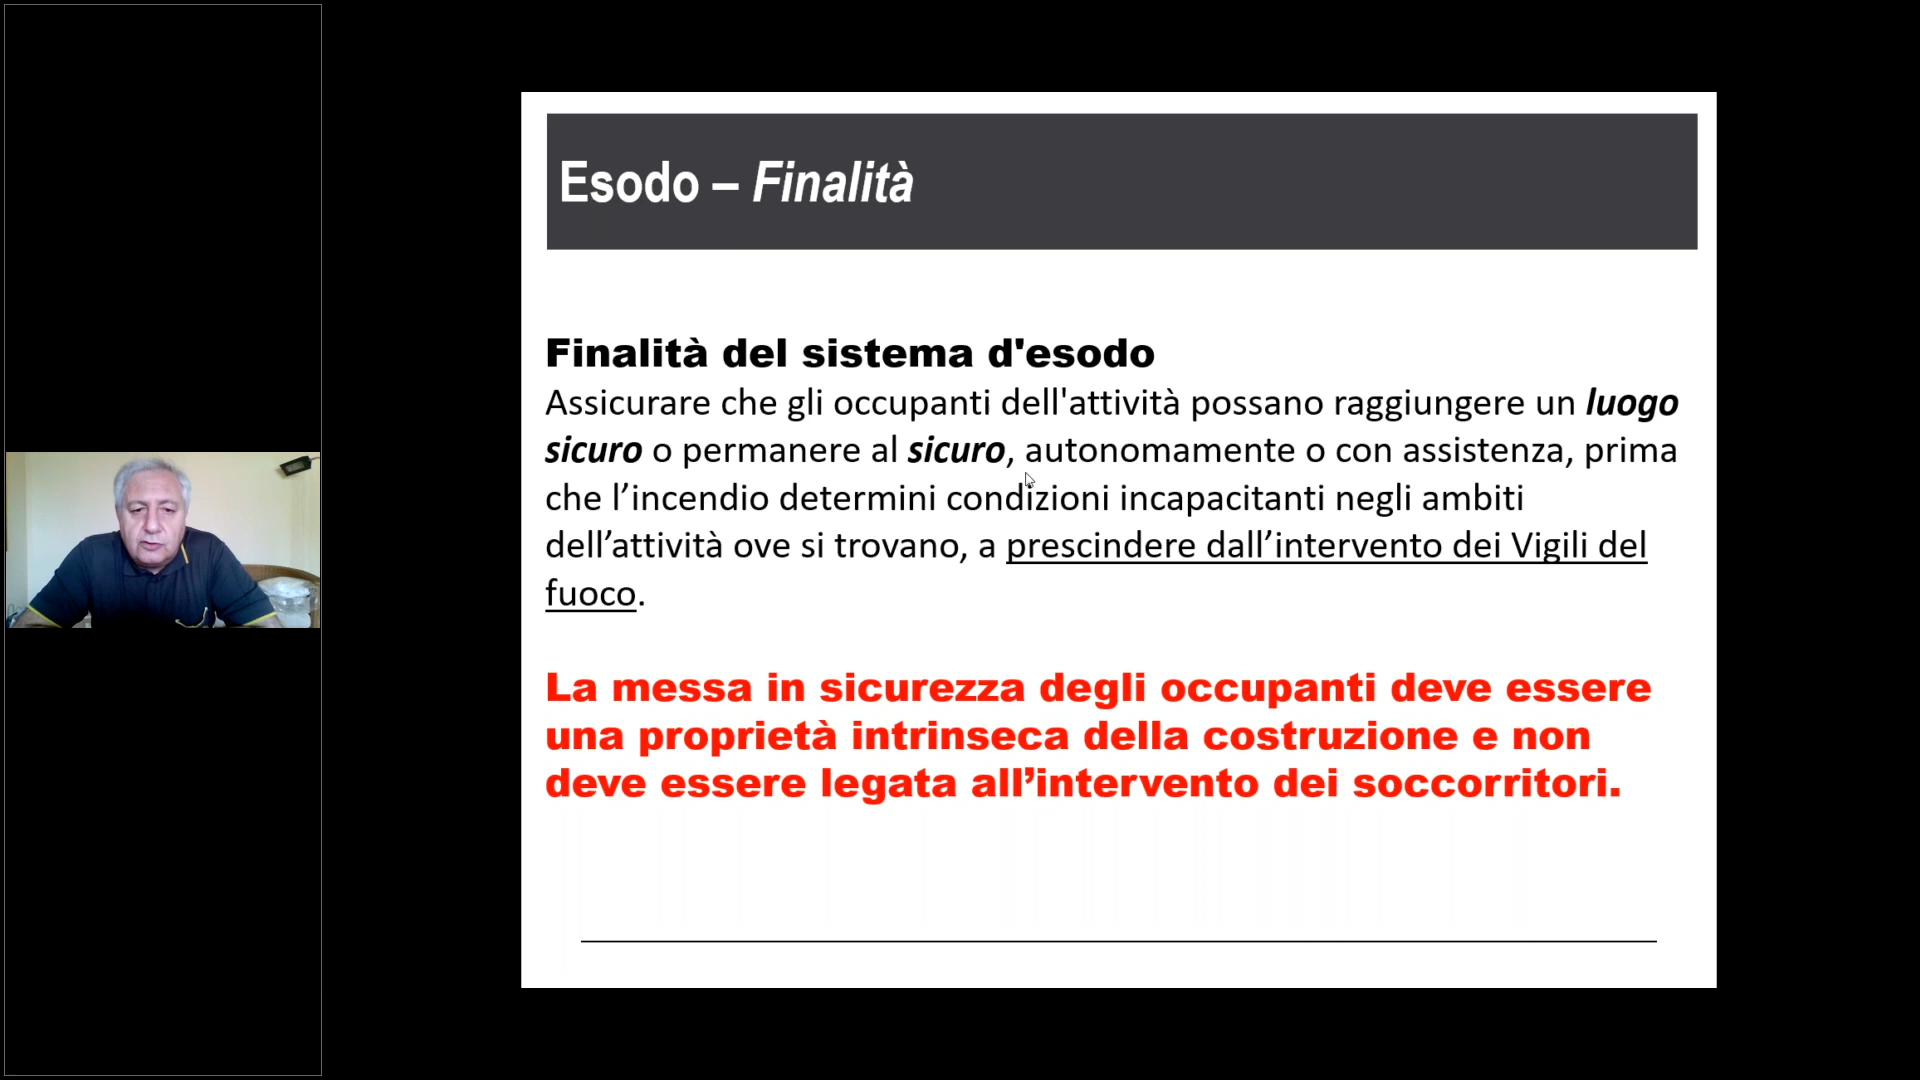 Esodo – Finalità
Finalità del sistema d'esodo
Assicurare che gli occupanti dell'attività possano raggiungere un luogo
sicuro o permanere al sicuro, autonomamente o con assistenza, prima
che l’incendio determini condizioni incapacitanti negli ambiti
dell’attività ove si trovano, a prescindere dall’intervento dei Vigili del
fuoco.
La messa in sicurezza degli occupanti deve essere
una proprietà intrinseca della costruzione e non
deve essere legata all’intervento dei soccorritori.